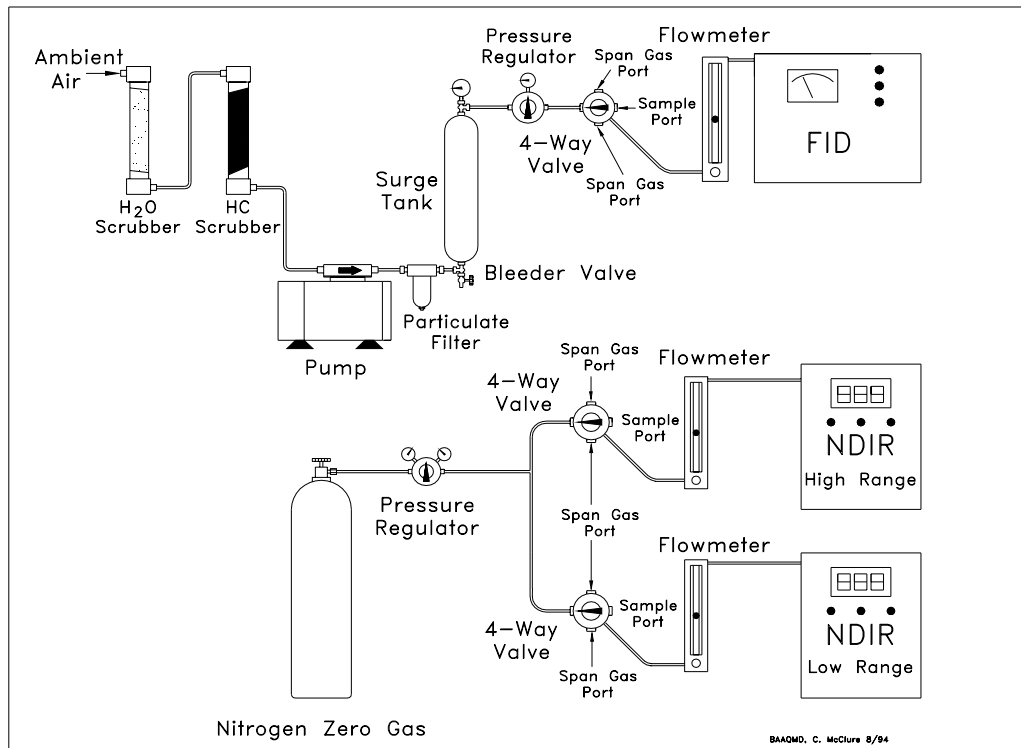 Ambient
Air
H2O
Scrubber
HC
Scrubber
Pump
Particulate
Filter
Bleeder Valve
Surge
Tank
Pressure
Regulator
Span Gas
Port
Sample
Port
4-Way
Valve
Span Gas
Port
Flowmeter
FID
Nitrogen Zero Gas
Pressure
Regulator
4-Way
Valve
Span Gas
Port
Sample
Port
Flowmeter
NDIR
High Range
Span Gas
Port
4-Way
Valve
Sample
Port
Span Gas
Port
Flowmeter
NDIR
Low Range
BAAQMD, C. McClure 8/94